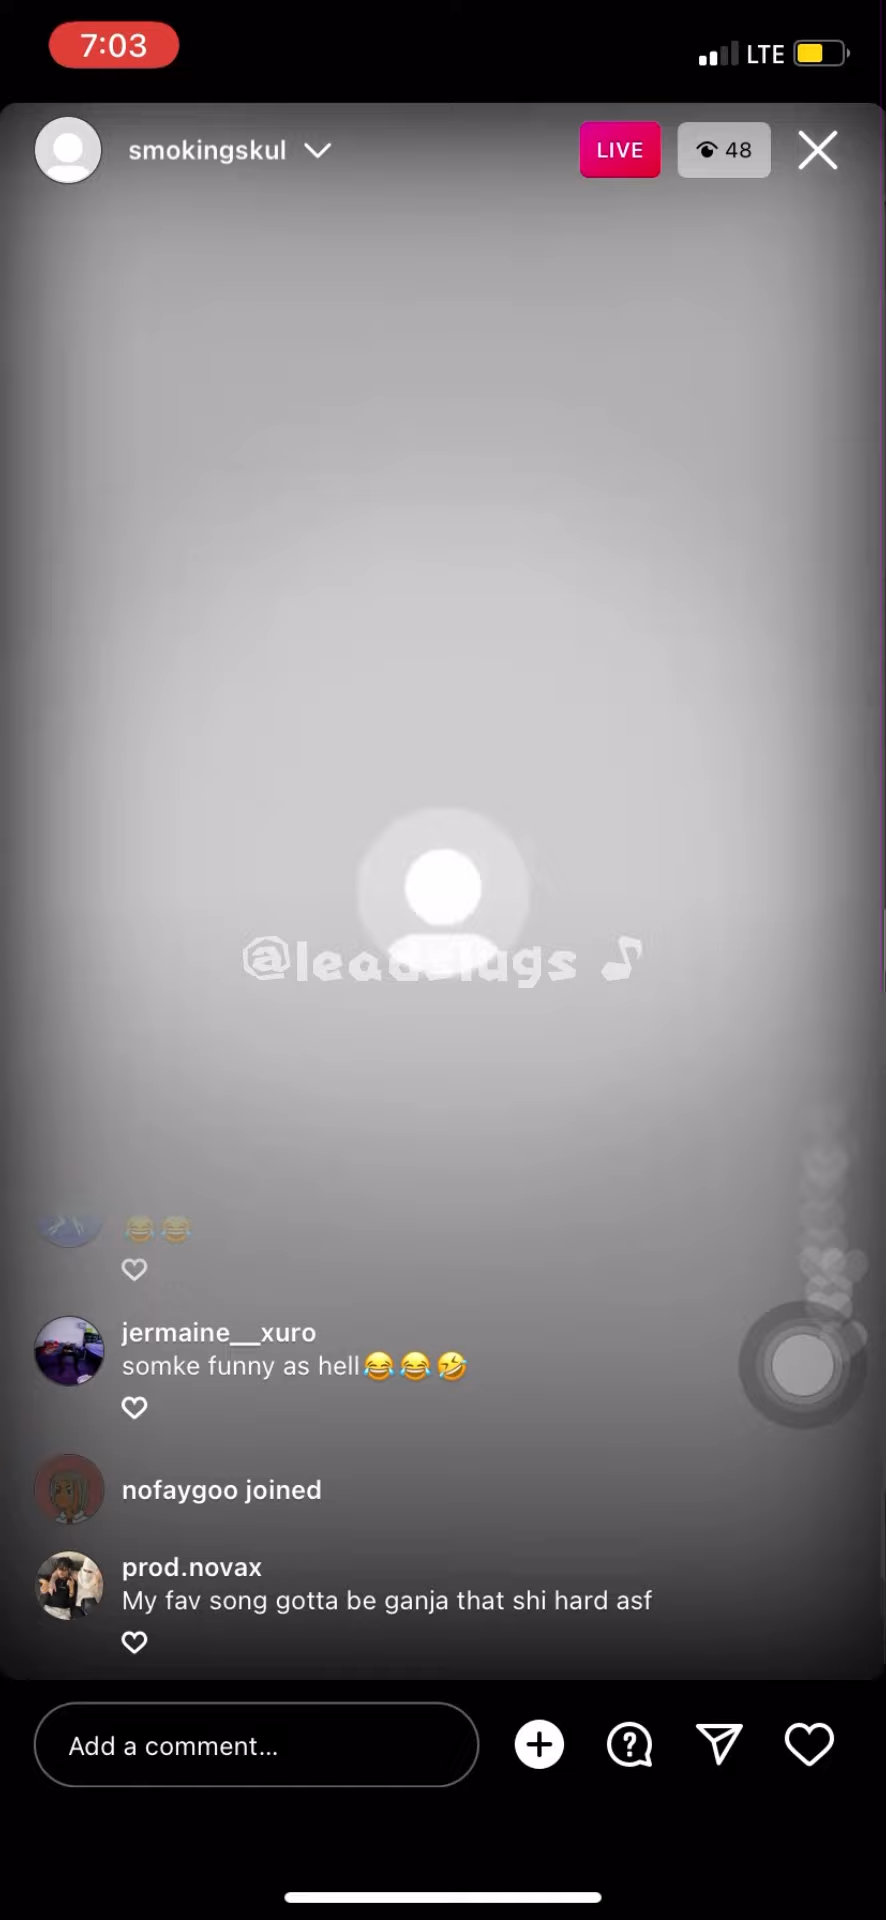 7:03
LTE
smokingskul
LIVE
48
@leadslugs
😂😂
jermaine__xuro
somke funny as hell😂😂🤣
nofaygoo joined
prod.novax
My fav song gotta be ganja that shi hard asf
Add a comment...